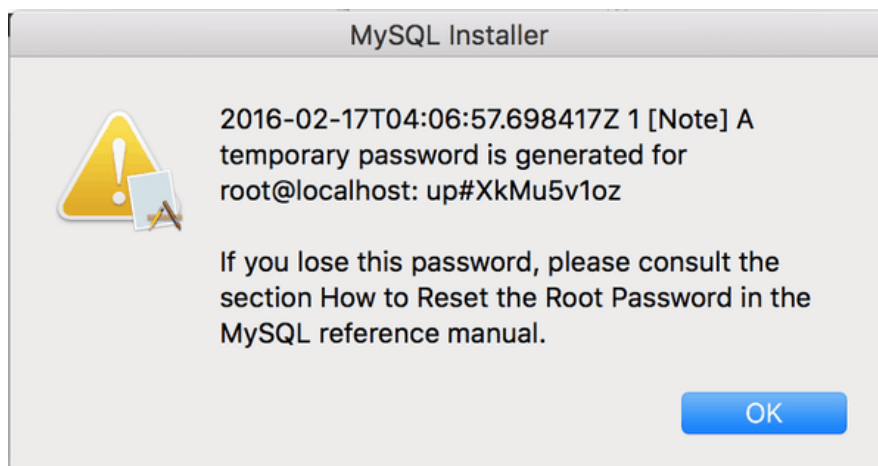 MySQL Installer
2016-02-17T04:06:57.698417Z 1 [Note] A
temporary password is generated for
root@localhost: up#XkMu5v1oz
If you lose this password, please consult the
section How to Reset the Root Password in the
MySQL reference manual.
OK